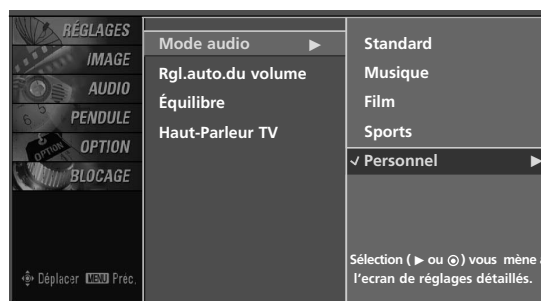 RÉGLAGES
IMAGE
AUDIO
PENDULE
OPTION
BLOCAGE
Déplacer MENU Préc.
Mode audio ▶
Rgl.auto.du volume
Équilibre
Haut-Parleur TV
Standard
Musique
Film
Sports
✓ Personnel ▶
Sélection ( ▶ ou ◉ ) vous mène à
l'ecran de réglages détaillés.